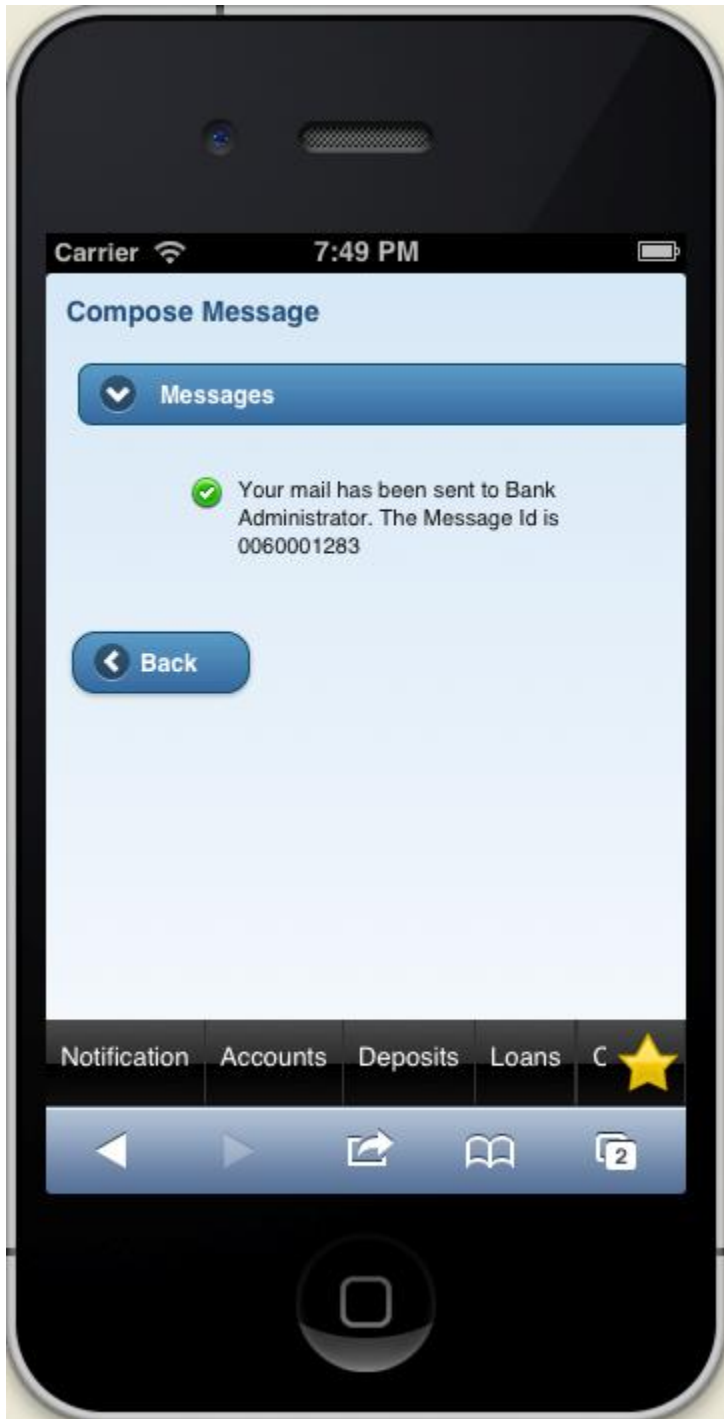 Carrier 7:49 PM
Compose Message
Messages
Your mail has been sent to Bank
Administrator. The Message Id is
0060001283
Back
Notification Accounts Deposits Loans C
2